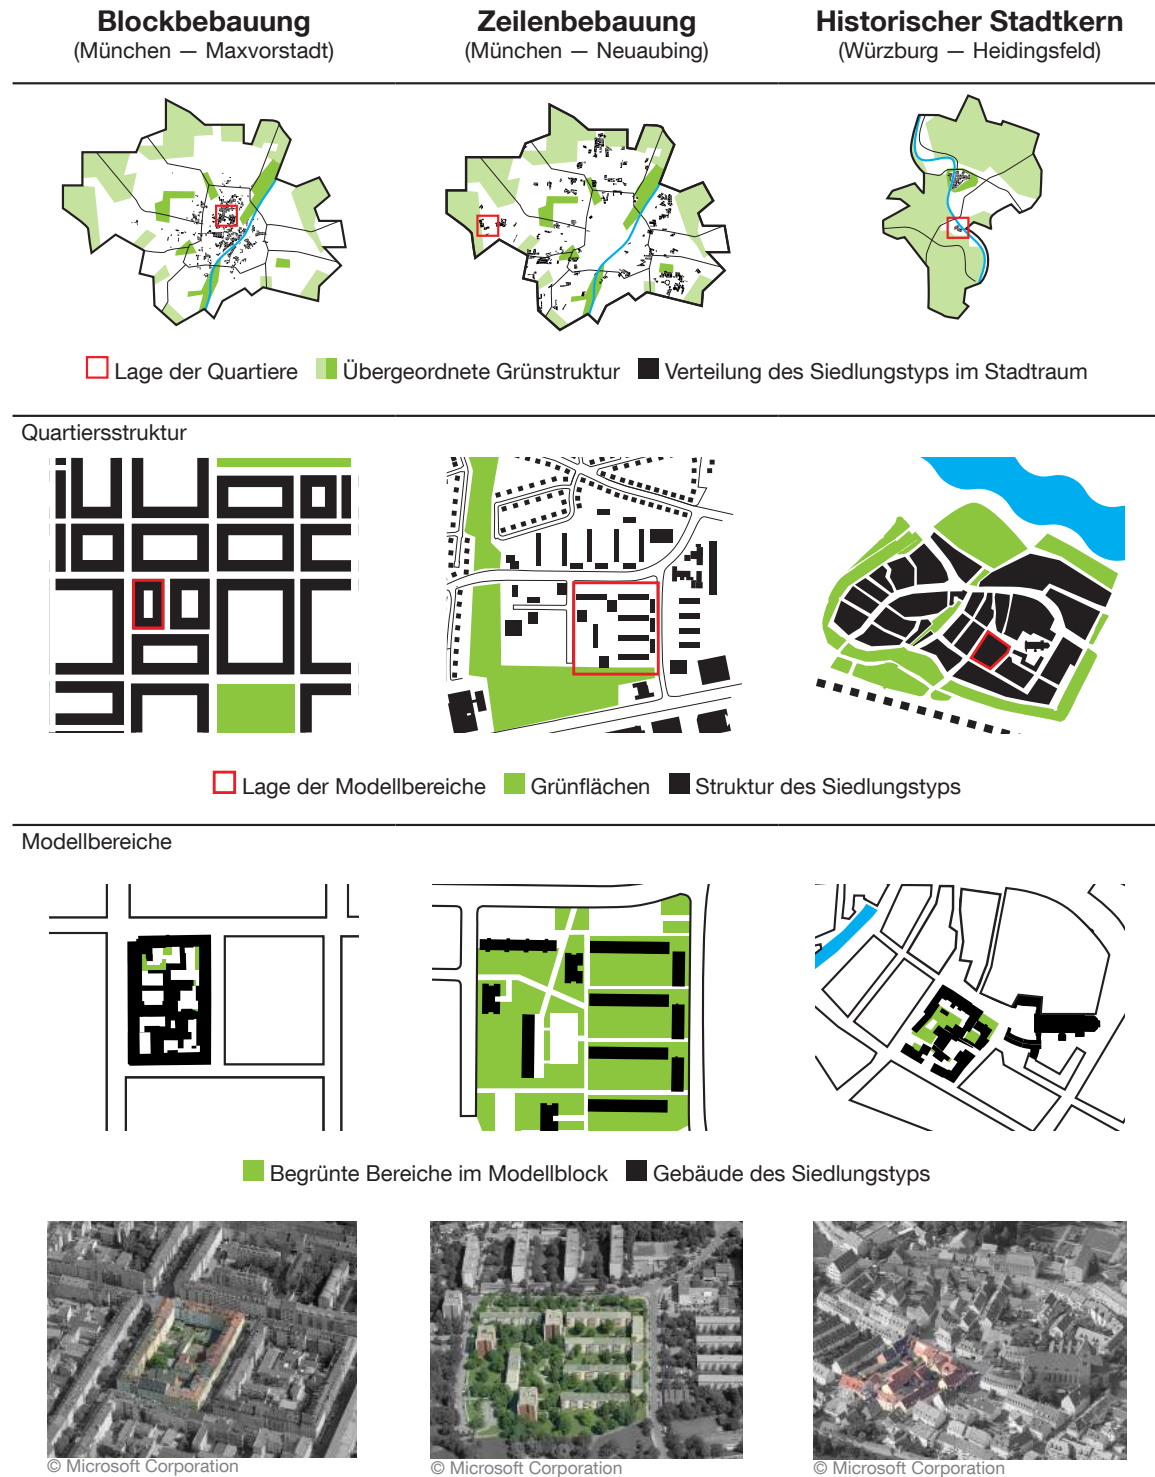 Blockbebauung
(München — Maxvorstadt)
Zeilenbebauung
(München — Neuaubing)
Historischer Stadtkern
(Würzburg — Heidingsfeld)
Lage der Quartiere
Übergeordnete Grünstruktur
Verteilung des Siedlungstyps im Stadtraum
Quartiersstruktur
Lage der Modellbereiche
Grünflächen
Struktur des Siedlungstyps
Modellbereiche
Begrünte Bereiche im Modellblock
Gebäude des Siedlungstyps
© Microsoft Corporation
© Microsoft Corporation
© Microsoft Corporation